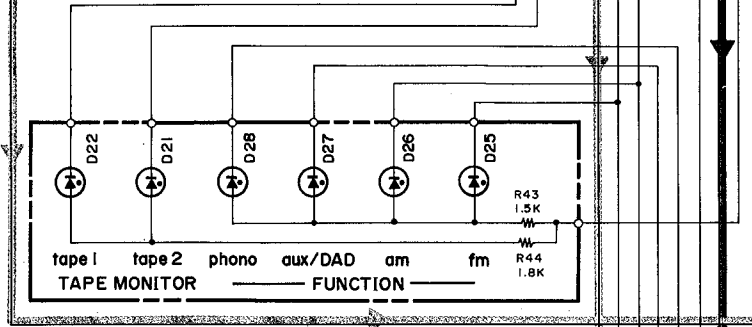 D22 D21 D28 D27 D26 D25
R43
1.5K
R44
1.8K
tape 1 tape 2 phono aux/DAD am fm
TAPE MONITOR FUNCTION